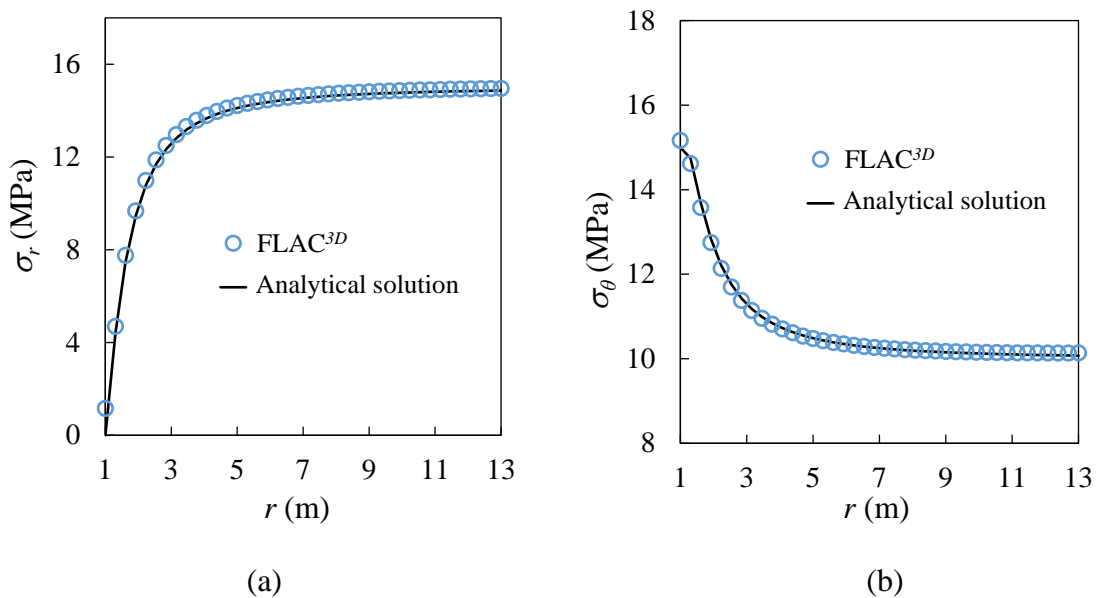 16
12
8
4
0
σr (MPa)
FLAC3D
Analytical solution
1 3 5 7 9 11 13
r (m)
(a)
18
16
14
12
10
8
σθ (MPa)
FLAC3D
Analytical solution
1 3 5 7 9 11 13
r (m)
(b)